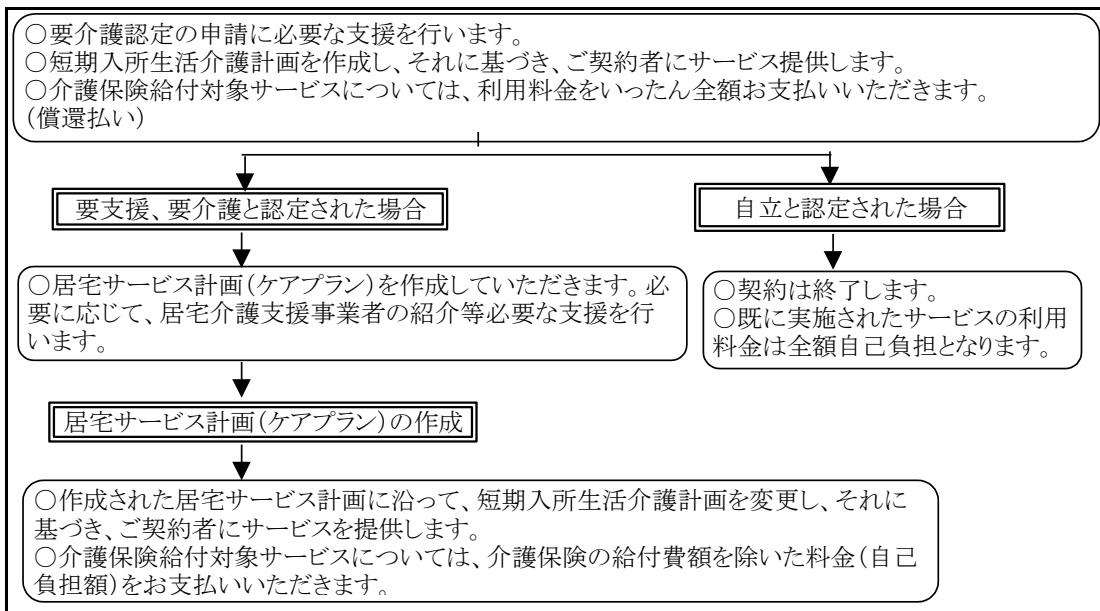 ○要介護認定の申請に必要な支援を行います。
○短期入所生活介護計画を作成し、それに基づき、ご契約者にサービス提供します。
○介護保険給付対象サービスについては、利用料金をいったん全額お支払いいただきます。
(償還払い)
要支援、要介護と認定された場合
自立と認定された場合
○居宅サービス計画(ケアプラン)を作成していただきます。必
要に応じて、居宅介護支援事業者の紹介等必要な支援を行
います。
○契約は終了します。
○既に実施されたサービスの利用
料金は全額自己負担となります。
居宅サービス計画(ケアプラン)の作成
○作成された居宅サービス計画に沿って、短期入所生活介護計画を変更し、それに
基づき、ご契約者にサービスを提供します。
○介護保険給付対象サービスについては、介護保険の給付費額を除いた料金(自己
負担額)をお支払いいただきます。